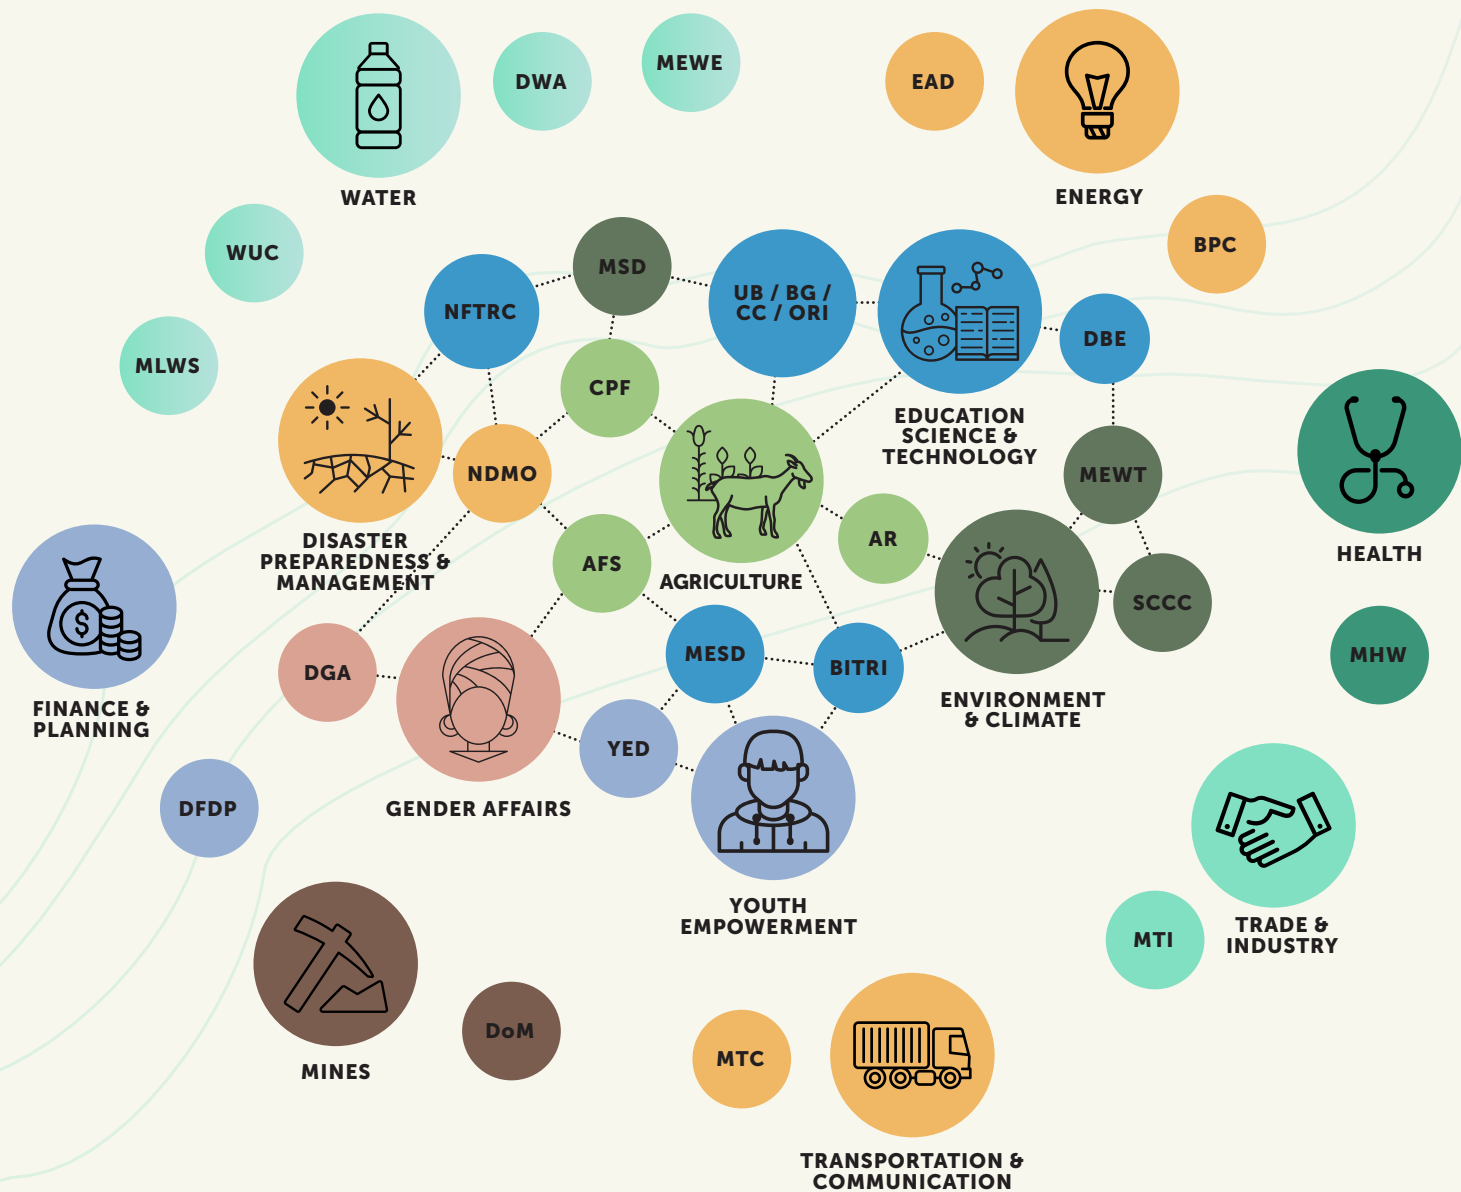 MEWE
DWA
EAD
WATER
ENERGY
BPC
WUC
MSD
UB / BG /
CC / ORI
NFTRC
DBE
MLWS
CPF
EDUCATION
SCIENCE &
TECHNOLOGY
NDMO
MEWT
DISASTER
PREPAREDNESS &
MANAGEMENT
AR
HEALTH
AFS
AGRICULTURE
SCCC
$
MESD
MHW
DGA
BITRI
FINANCE &
PLANNING
ENVIRONMENT
& CLIMATE
YED
DFDP
GENDER AFFAIRS
YOUTH
EMPOWERMENT
MTI
TRADE &
INDUSTRY
DoM
MINES
MTC
TRANSPORTATION &
COMMUNICATION